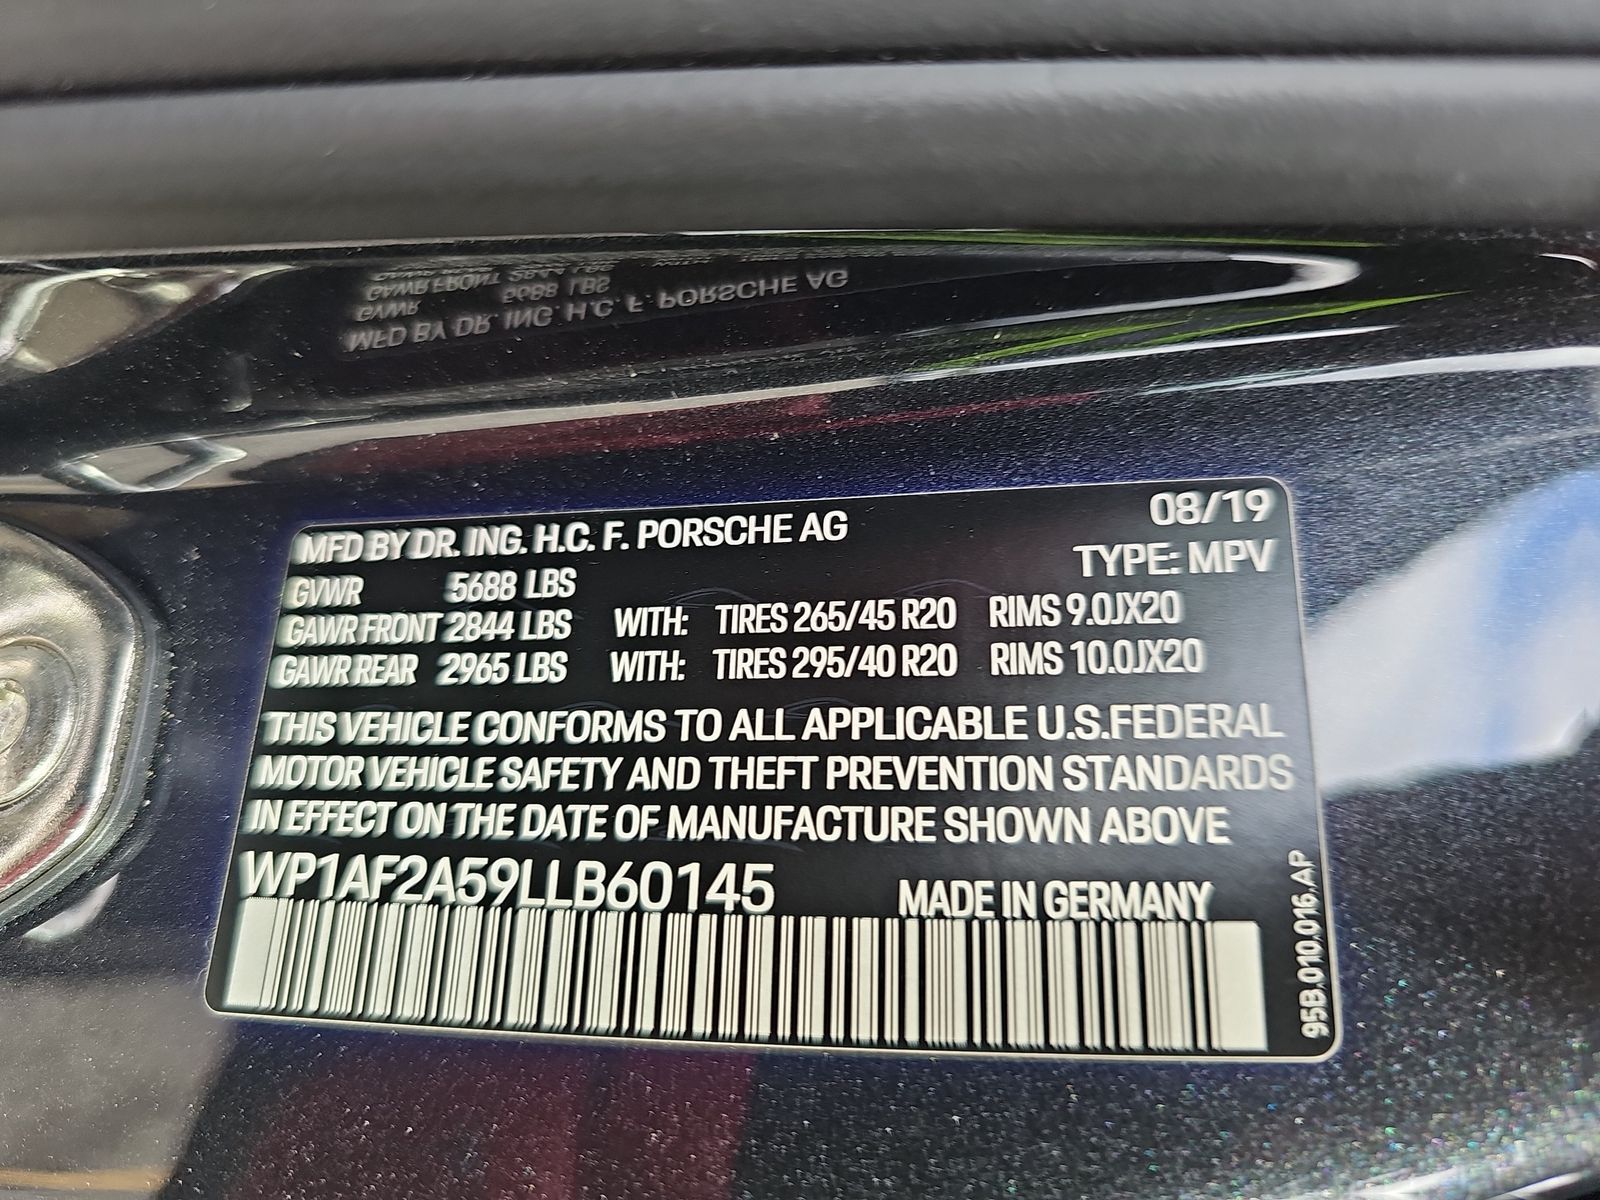 MFD BY DR. ING. H.C. F. PORSCHE AG 08/19
TYPE: MPV
GVWR 5688 LBS
GAWR FRONT 2844 LBS WITH: TIRES 265/45 R20 RIMS 9.0JX20
GAWR REAR 2965 LBS WITH: TIRES 295/40 R20 RIMS 10.0JX20
THIS VEHICLE CONFORMS TO ALL APPLICABLE U.S.FEDERAL
MOTOR VEHICLE SAFETY AND THEFT PREVENTION STANDARDS
IN EFFECT ON THE DATE OF MANUFACTURE SHOWN ABOVE
WP1AF2A59LLB60145 MADE IN GERMANY
95B.010.016.AP